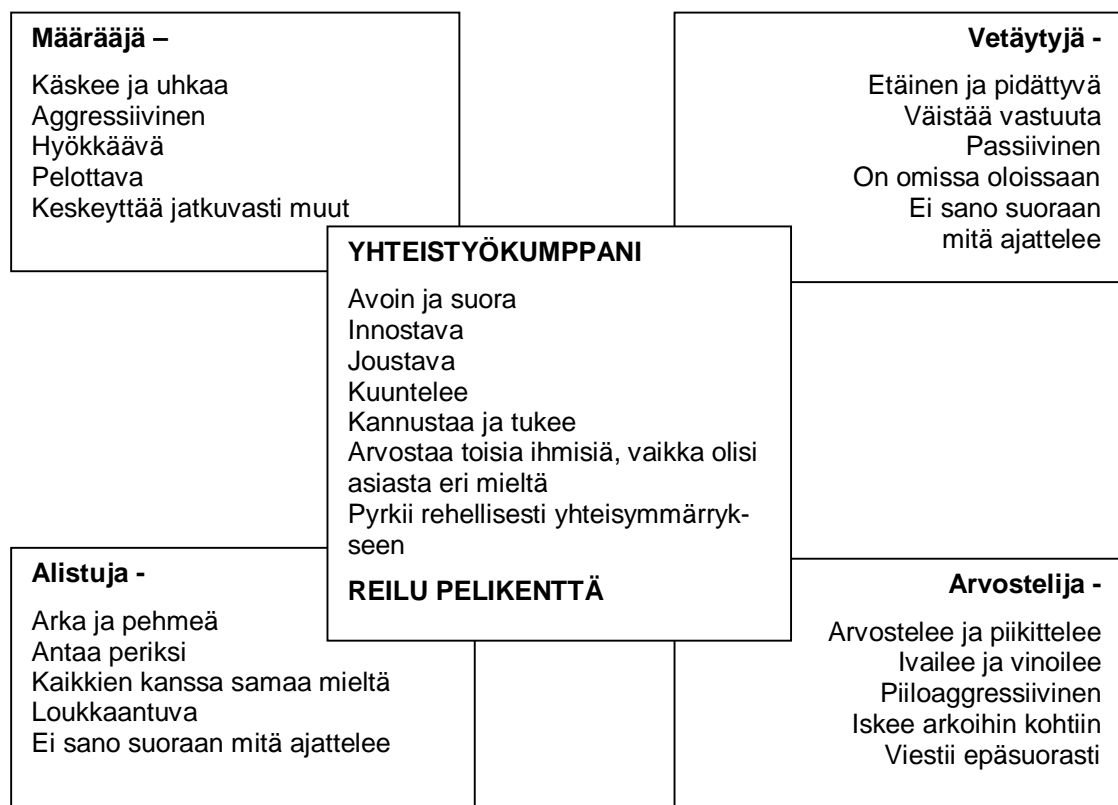 Määrääjä –
Käskee ja uhkaa
Aggressiivinen
Hyökkäävä
Pelottava
Keskeyttää jatkuvasti muut
Vetäytyjä -
Etäinen ja pidättyvä
Väistää vastuuta
Passiivinen
On omissa oloissaan
Ei sano suoraan
mitä ajattelee
YHTEISTYÖKUMPPANI
Avoin ja suora
Innostava
Joustava
Kuuntelee
Kannustaa ja tukee
Arvostaa toisia ihmisiä, vaikka olisi
asiasta eri mieltä
Pyrkii rehellisesti yhteisymmärryk-
seen
REILU PELIKENTTÄ
Alistuja -
Arka ja pehmeä
Antaa periksi
Kaikkien kanssa samaa mieltä
Loukkaantuva
Ei sano suoraan mitä ajattelee
Arvostelija -
Arvostelee ja piikittelee
Ivailee ja vinoilee
Piiloaggressiivinen
Iskee arkoihin kohtiin
Viestii epäsuorasti